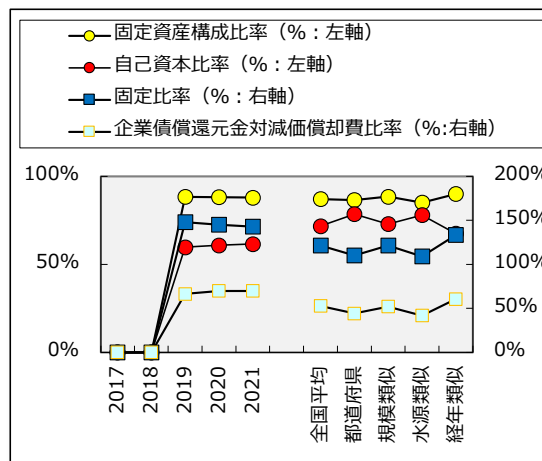 固定資産構成比率（%：左軸）
自己資本比率（%：左軸）
固定比率（%：右軸）
企業債償還元金対減価償却費比率（%:右軸）
100%
50%
0%
200%
150%
100%
50%
0%
2017
2018
2019
2020
2021
全国平均
都道府県
規模類似
水源類似
経年類似